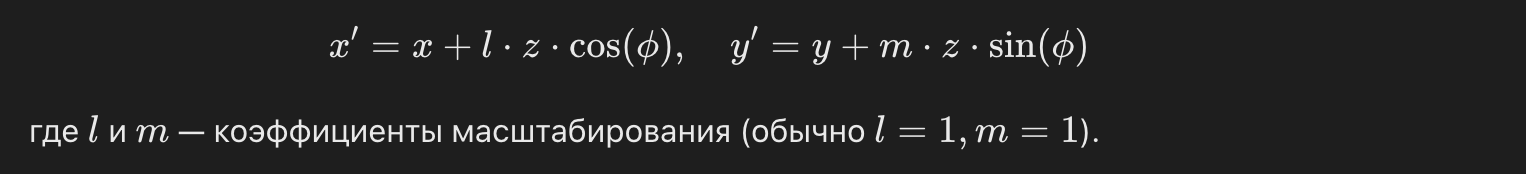 x′ = x + l · z · cos(ϕ), y′ = y + m · z · sin(ϕ)
где l и m — коэффициенты масштабирования (обычно l = 1, m = 1).